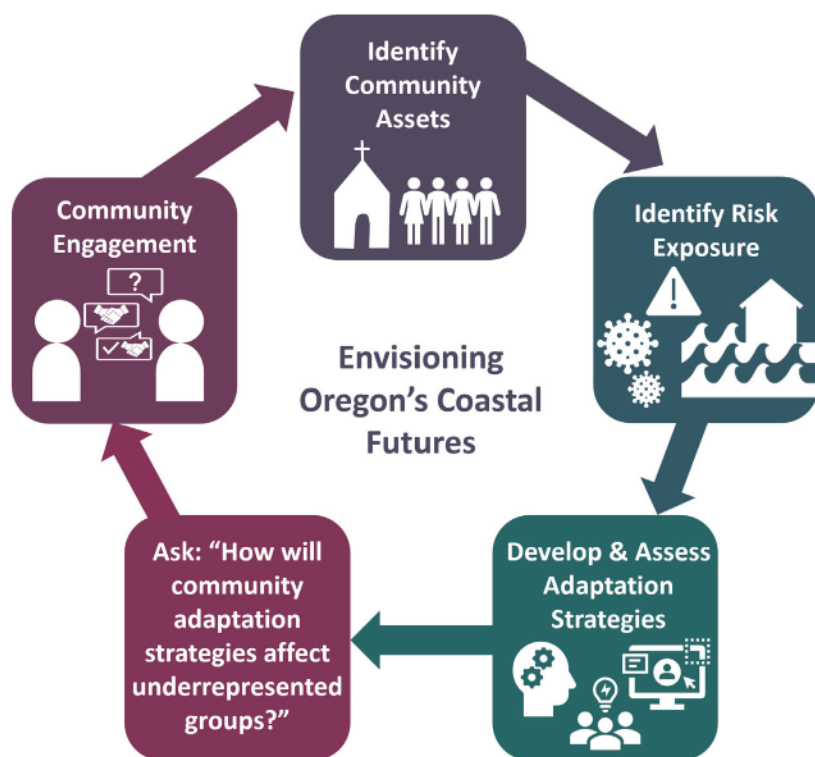 Identify
Community
Assets
Identify Risk
Exposure
Develop & Assess
Adaptation
Strategies
Ask: “How will
community
adaptation
strategies affect
underrepresented
groups?”
Community
Engagement
?
Envisioning
Oregon’s Coastal
Futures